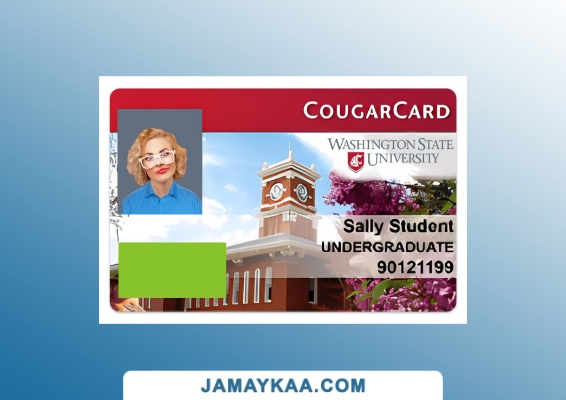 COUGARCARD
WASHINGTON STATE
UNIVERSITY
Sally Student
UNDERGRADUATE
90121199
JAMAYKAA.COM